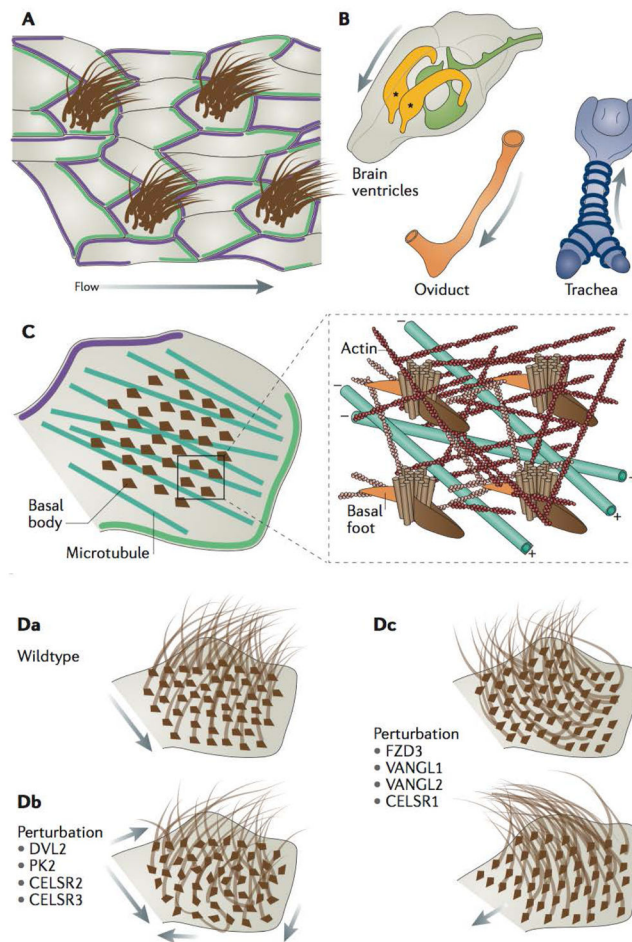 A
B
Brain
ventricles
Flow
Oviduct
Trachea
C
Actin
−
−
−
Basal
body
Basal
foot
Microtubule
+
+
Da
Wildtype
Dc
Perturbation
• FZD3
• VANGL1
• VANGL2
• CELSR1
Db
Perturbation
• DVL2
• PK2
• CELSR2
• CELSR3